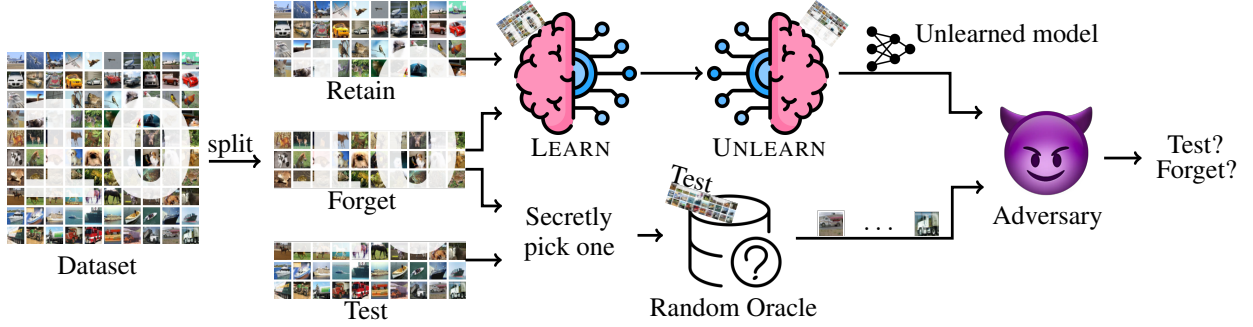 Dataset
split
Retain
Forget
Test
LEARN
UNLEARN
Unlearned model
Secretly
pick one
Test
?
Random Oracle
. . .
Adversary
Test?
Forget?